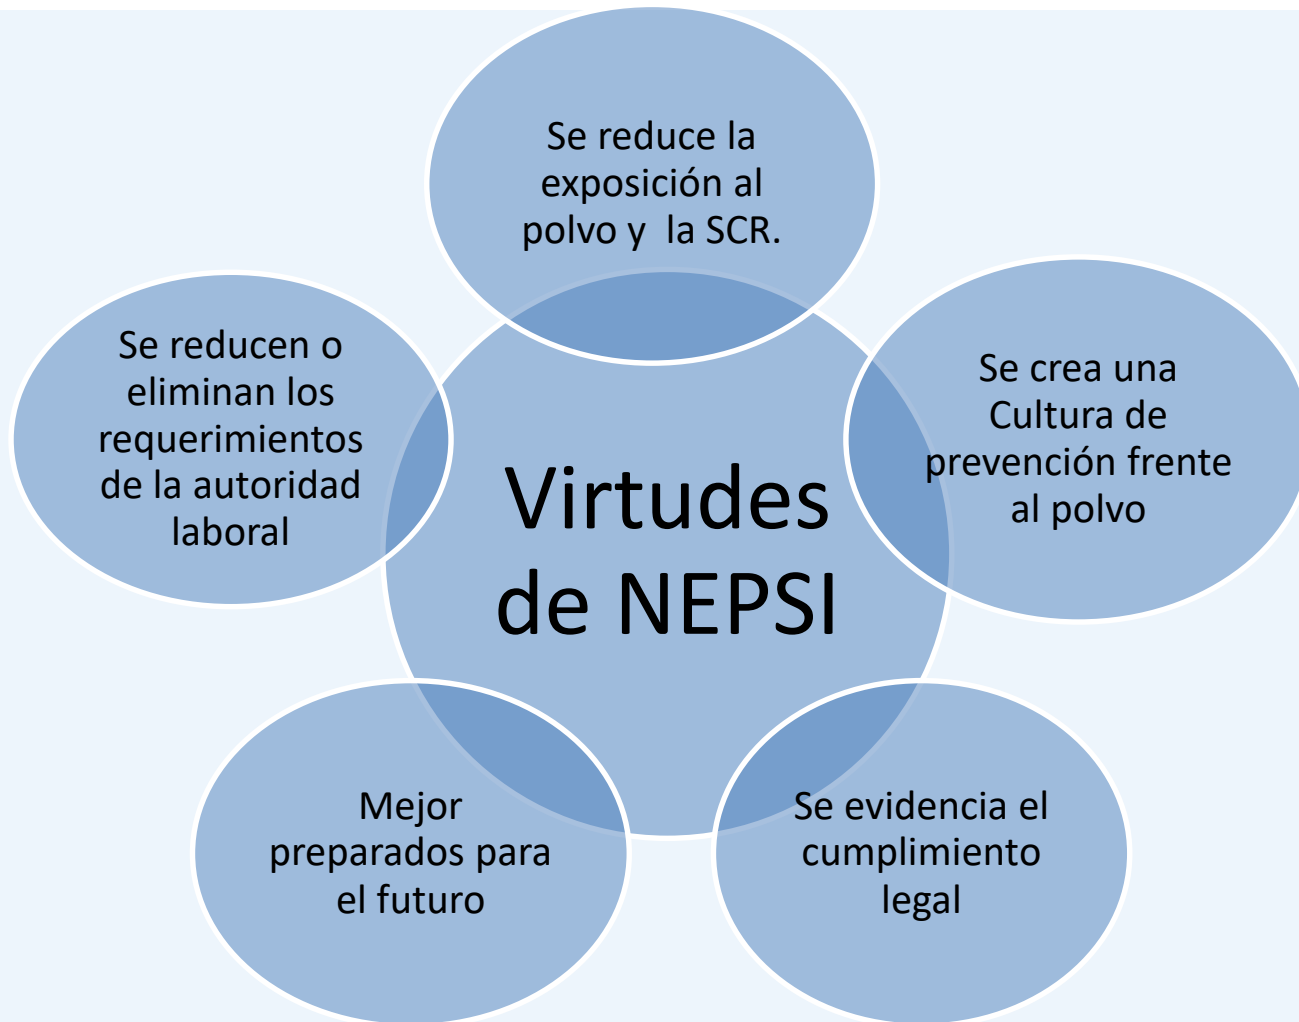 Se reduce la
exposición al
polvo y  la SCR.
Se reducen o
eliminan los
requerimientos
de la autoridad
laboral
Se crea una
Cultura de
prevención frente
al polvo
Virtudes
de NEPSI
Mejor
preparados para
el futuro
Se evidencia el
cumplimiento
legal